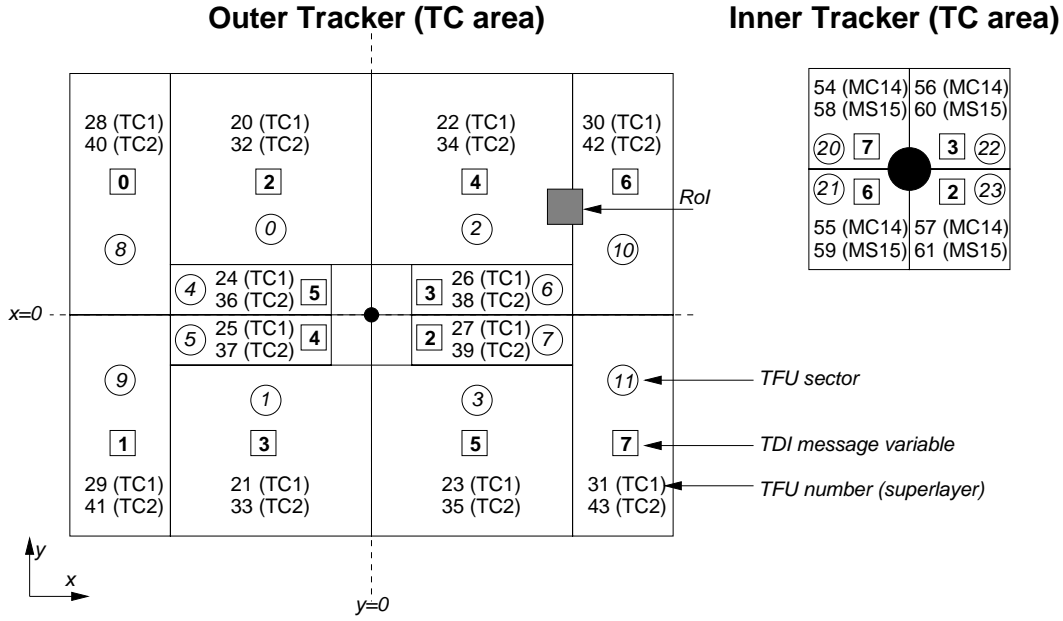 Outer Tracker (TC area)
Inner Tracker (TC area)
28 (TC1)
40 (TC2)
0
8
20 (TC1)
32 (TC2)
2
0
22 (TC1)
34 (TC2)
4
2
30 (TC1)
42 (TC2)
6
10
RoI
4
24 (TC1)
36 (TC2)
5
3
26 (TC1)
38 (TC2)
6
x=0
5
25 (TC1)
37 (TC2)
4
2
27 (TC1)
39 (TC2)
7
9
1
29 (TC1)
41 (TC2)
1
3
21 (TC1)
33 (TC2)
3
5
23 (TC1)
35 (TC2)
11
7
31 (TC1)
43 (TC2)
TFU sector
TDI message variable
TFU number (superlayer)
y
x
y=0
54 (MC14)
58 (MS15)
20
7
56 (MC14)
60 (MS15)
3
22
21
6
55 (MC14)
59 (MS15)
2
23
57 (MC14)
61 (MS15)